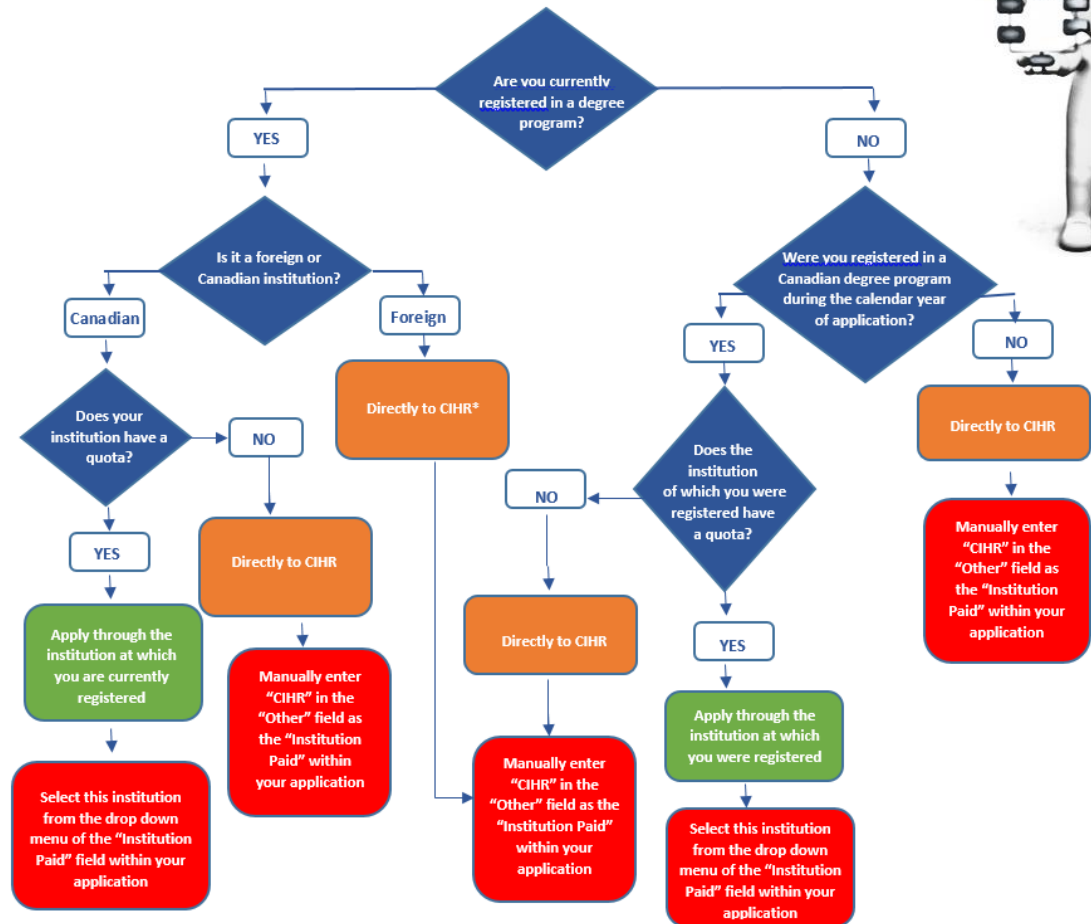 Are you currently
registered in a degree
program?
YES
NO
Is it a foreign or
Canadian institution?
Were you registered in a
Canadian degree program
during the calendar year
of application?
Canadian
Foreign
YES
NO
Does your
institution have a
quota?
NO
Directly to CIHR*
Does the
institution
of which you were
registered have
a quota?
Directly to CIHR
NO
YES
Directly to CIHR
Manually enter
“CIHR” in the
“Other” field as
the “Institution
Paid” within your
application
Apply through the
institution at which
you are currently
registered
Directly to CIHR
YES
Manually enter
“CIHR” in the
“Other” field as
the “Institution
Paid” within
your application
Apply through the
institution at which
you were registered
Select this institution
from the drop down
menu of the “Institution
Paid” field within your
application
Manually enter
“CIHR” in the
“Other” field as the
“Institution Paid”
within your
application
Select this institution
from the drop down
menu of the “Institution
Paid” field within your
application